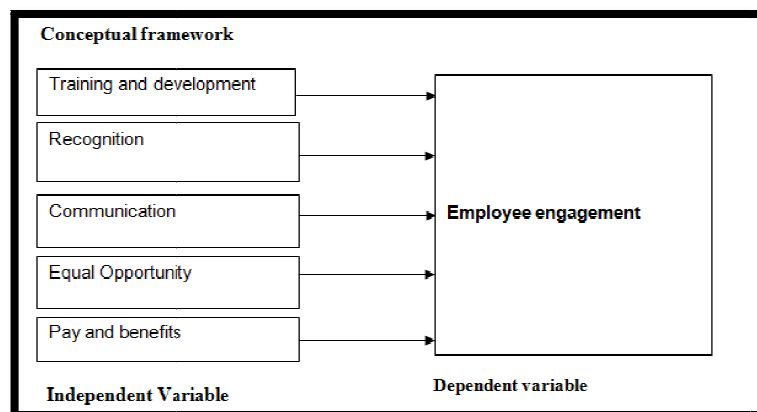 Conceptual framework
Training and development
Recognition
Communication
Employee engagement
Equal Opportunity
Pay and benefits
Independent Variable
Dependent variable